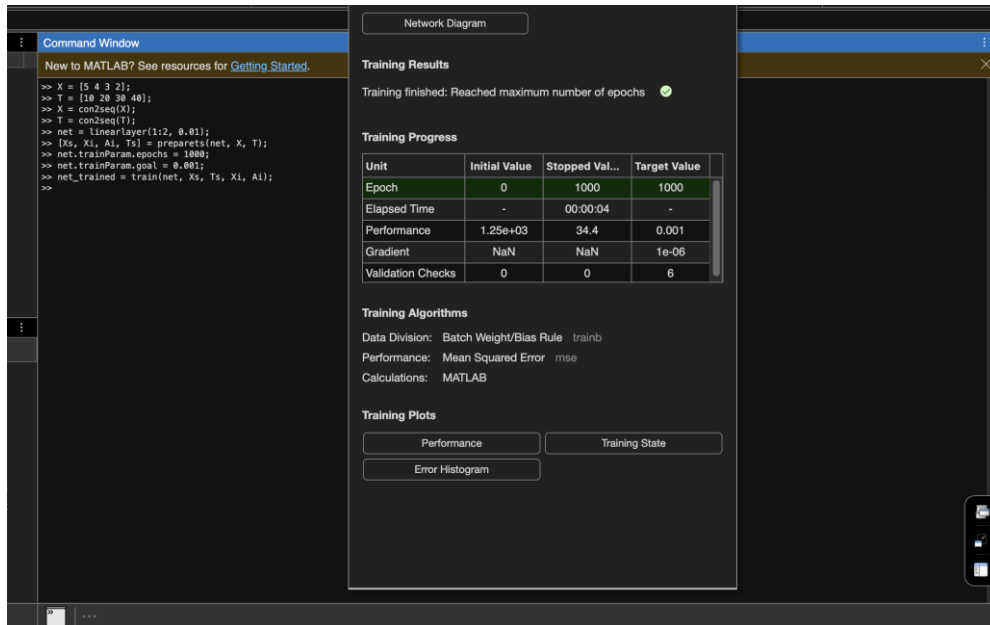 Network Diagram
Command Window
New to MATLAB? See resources for Getting Started.
>> X = [5 4 3 2];
>> T = [10 20 30 40];
>> X = con2seq(X);
>> T = con2seq(T);
>> net = linearlayer(1:2, 0.01);
>> [Xs, Xi, Ai, Ts] = preparets(net, X, T);
>> net.trainParam.epochs = 1000;
>> net.trainParam.goal = 0.001;
>> net_trained = train(net, Xs, Ts, Xi, Ai);
>>
Training Results
Training finished: Reached maximum number of epochs
Training Progress
Unit Initial Value Stopped Val... Target Value
Epoch 0 1000 1000
Elapsed Time - 00:00:04 -
Performance 1.25e+03 34.4 0.001
Gradient NaN NaN 1e-06
Validation Checks 0 0 6
Training Algorithms
Data Division: Batch Weight/Bias Rule trainb
Performance: Mean Squared Error mse
Calculations: MATLAB
Training Plots
Performance Training State
Error Histogram